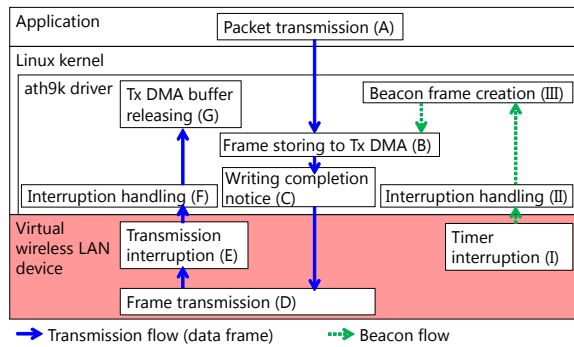 Application
Packet transmission (A)
Linux kernel
ath9k driver
Tx DMA buffer
releasing (G)
Beacon frame creation (Ⅲ)
Frame storing to Tx DMA (B)
Writing completion
notice (C)
Interruption handling (F)
Interruption handling (Ⅱ)
Virtual
wireless LAN
device
Transmission
interruption (E)
Timer
interruption (Ⅰ)
Frame transmission (D)
Transmission flow (data frame)
Beacon flow